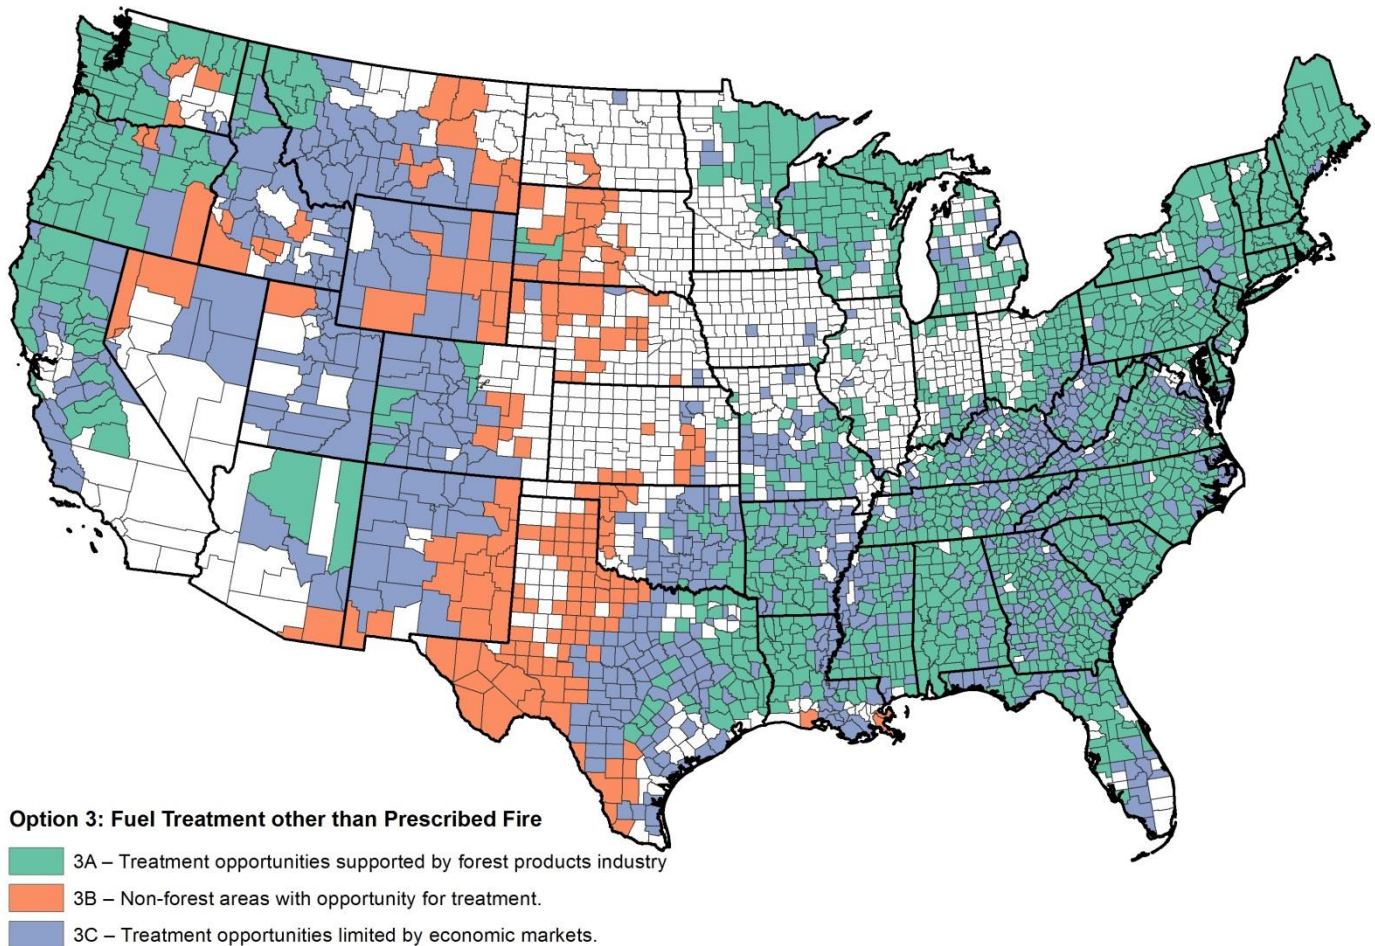 Option 3: Fuel Treatment other than Prescribed Fire
3A – Treatment opportunities supported by forest products industry
3B – Non-forest areas with opportunity for treatment.
3C – Treatment opportunities limited by economic markets.